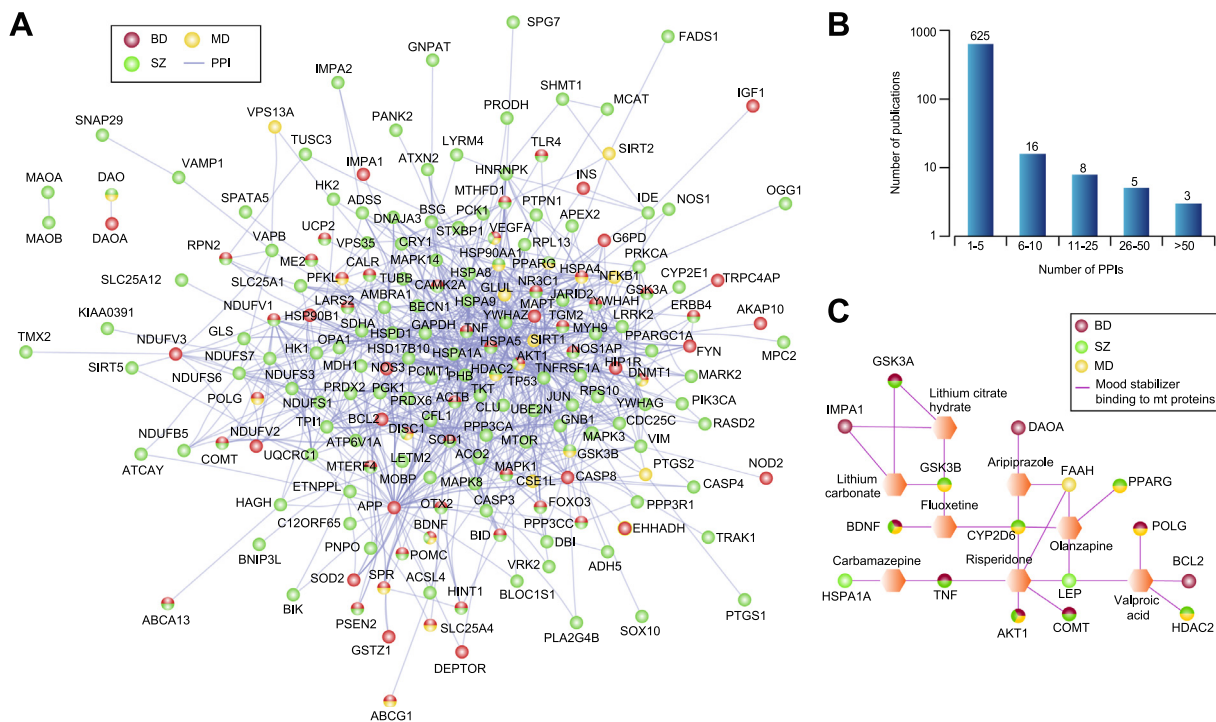 A
BD
MD
SZ
PPI
SPG7
GNPAT
FADS1
IMPA2
SHMT1
IGF1
VPS13A
PANK2
PRODH
MCAT
SNAP29
TUSC3
LYRM4
TLR4
SIRT2
VAMP1
IMPA1
ATXN2
HNRNPK
MAOA
DAO
HK2
MTHFD1
INS
IDE
NOS1
OGG1
SPATA5
ADSS
BSG
PCK1
PTPN1
DNAJA3
STXBP1
VEGFA
APEX2
MAOB
DAOA
UCP2
VAPB
VPS35
CRY1
RPL13
G6PD
RPN2
HSP90AA1
PRKCA
ME2
CALR
MAPK14
HSPA8
PPARG
HSPA4
CYP2E1
SLC25A12
SLC25A1
PFKL
TUBB
CAMK2A
GLUL
NR3C1
NFKB1
GSK3A
TRPC4AP
LARS2
AMBRA1
HSPA9
MAPT
JARID2
YWHAH
ERBB4
KIAA0391
NDUFV1
HSP90B1
BECN1
YWHAZ
TGM2
LRRK2
AKAP10
NDUFV3
GLS
SDHA
GAPDH
TNF
MYH9
PPARGC1A
TMX2
OPA1
HSPD1
SIRT1
NDUFS7
HK1
HSD17B10
HSPA1A
HSPA5
NOS1AP
FYN
MPC2
SIRT5
MDH1
NOS3
PCMT1
HDAC2
AKT1
HIP1R
NDUFS6
NDUFS3
PHB
TNFRSF1A
DNMT1
MARK2
PRDX2
TKT
TP53
POLG
NDUFS1
PGK1
RPS10
PIK3CA
PRDX6
ACTB
JUN
YWHAG
TPI1
BCL2
CFL1
CLU
UBE2N
GNB1
CDC25C
RASD2
NDUFB5
NDUFV2
DISC1
PPP3CA
ATP6V1A
SOD1
MTOR
MAPK3
VIM
COMT
UQCRC1
LETM2
ACO2
GSK3B
ATCAY
MTERF4
MAPK1
PTGS2
NOD2
MOBP
MAPK8
CSE1L
CASP8
ETNPPL
CASP3
CASP4
HAGH
APP
OTX2
FOXO3
PPP3R1
C12ORF65
BDNF
PPP3CC
EHHADH
BNIP3L
PNPO
POMC
BID
DBI
TRAK1
SOD2
SPR
ACSL4
VRK2
ADH5
BIK
HINT1
BLOC1S1
ABCA13
PSEN2
SLC25A4
PTGS1
GSTZ1
PLA2G4B
SOX10
DEPTOR
ABCG1
B
Number of publications
1000
100
10
1
625
16
8
5
3
1–5
6–10
11–25
26–50
>50
Number of PPIs
C
BD
SZ
MD
Mood stabilizer
binding to mt proteins
GSK3A
Lithium citrate
hydrate
IMPA1
DAOA
GSK3B
Aripiprazole
FAAH
PPARG
Lithium
carbonate
Fluoxetine
BDNF
CYP2D6
Olanzapine
POLG
Carbamazepine
Risperidone
BCL2
HSPA1A
TNF
LEP
Valproic
acid
AKT1
COMT
HDAC2